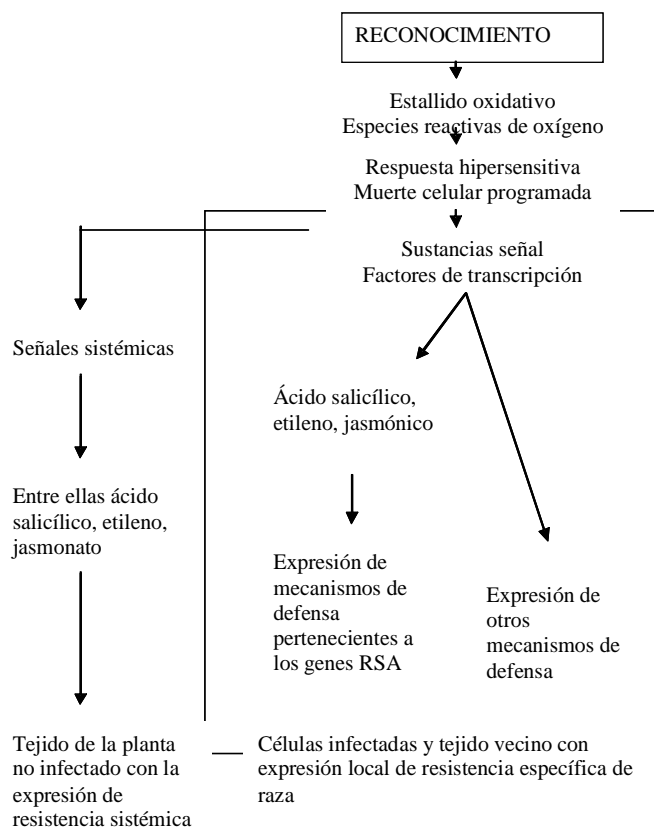 RECONOCIMIENTO
Estallido oxidativo
Especies reactivas de oxígeno
Respuesta hipersensitiva
Muerte celular programada
Sustancias señal
Factores de transcripción
Señales sistémicas
Ácido salicílico,
etileno, jasmónico
Entre ellas ácido
salicílico, etileno,
jasmonato
Expresión de
mecanismos de
defensa
pertenecientes a
los genes RSA
Expresión de
otros
mecanismos de
defensa
Tejido de la planta
no infectado con la
expresión de
resistencia sistémica
Células infectadas y tejido vecino con
expresión local de resistencia específica de
raza